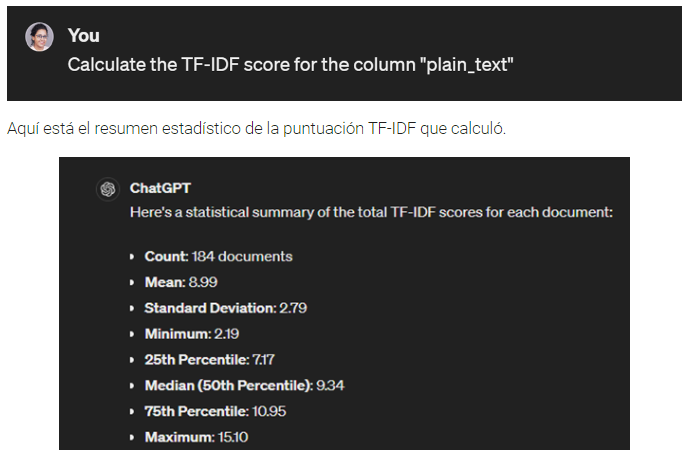 You
Calculate the TF-IDF score for the column "plain_text"
Aquí está el resumen estadístico de la puntuación TF-IDF que calculó.
ChatGPT
Here's a statistical summary of the total TF-IDF scores for each document:
• Count: 184 documents
• Mean: 8.99
• Standard Deviation: 2.79
• Minimum: 2.19
• 25th Percentile: 7.17
• Median (50th Percentile): 9.34
• 75th Percentile: 10.95
• Maximum: 15.10